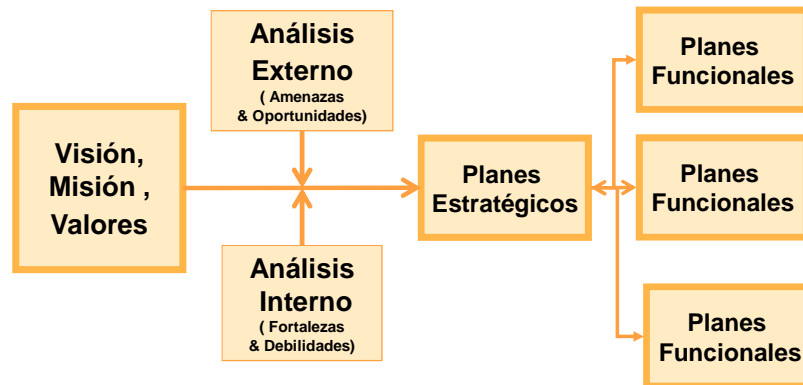 Visión,
Misión ,
Valores
Análisis
Externo
( Amenazas
& Oportunidades)
Análisis
Interno
( Fortalezas
& Debilidades)
Planes
Estratégicos
Planes
Funcionales
Planes
Funcionales
Planes
Funcionales